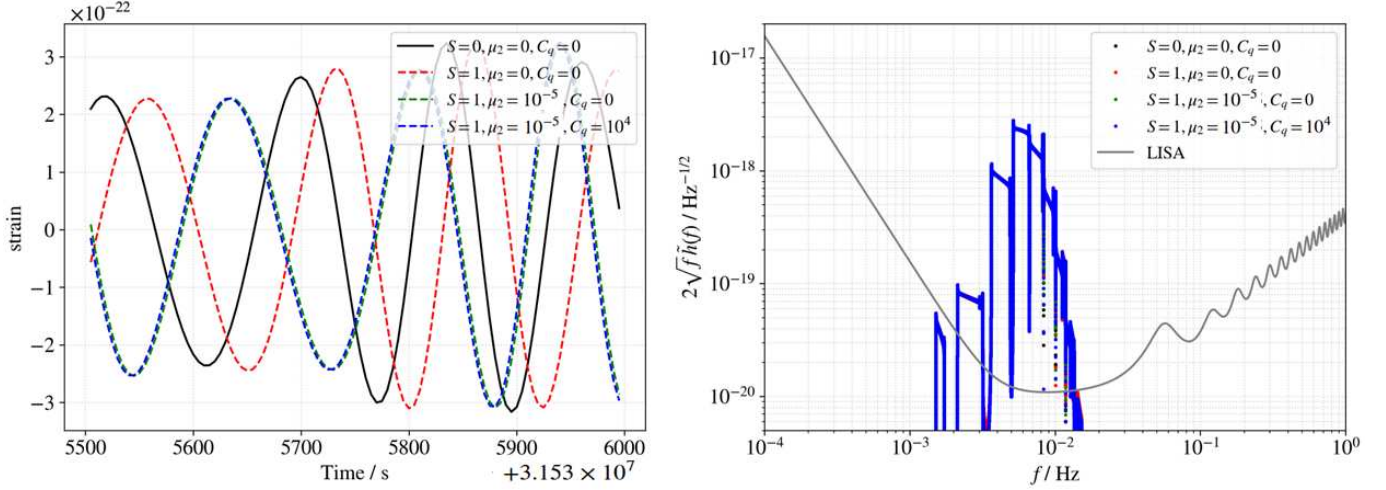 ×10⁻²²
3
2
1
0
−1
−2
−3
strain
5500 5600 5700 5800 5900 6000
Time / s
+3.153 × 10⁷
S=0, μ₂=0, C_q=0
S=1, μ₂=0, C_q=0
S=1, μ₂=10⁻⁵, C_q=0
S=1, μ₂=10⁻⁵, C_q=10⁴
10⁻¹⁷
10⁻¹⁸
10⁻¹⁹
10⁻²⁰
2√f h̃(f) / Hz⁻¹/²
10⁻⁴ 10⁻³ 10⁻² 10⁻¹ 10⁰
f / Hz
S=0, μ₂=0, C_q=0
S=1, μ₂=0, C_q=0
S=1, μ₂=10⁻⁵, C_q=0
S=1, μ₂=10⁻⁵, C_q=10⁴
LISA